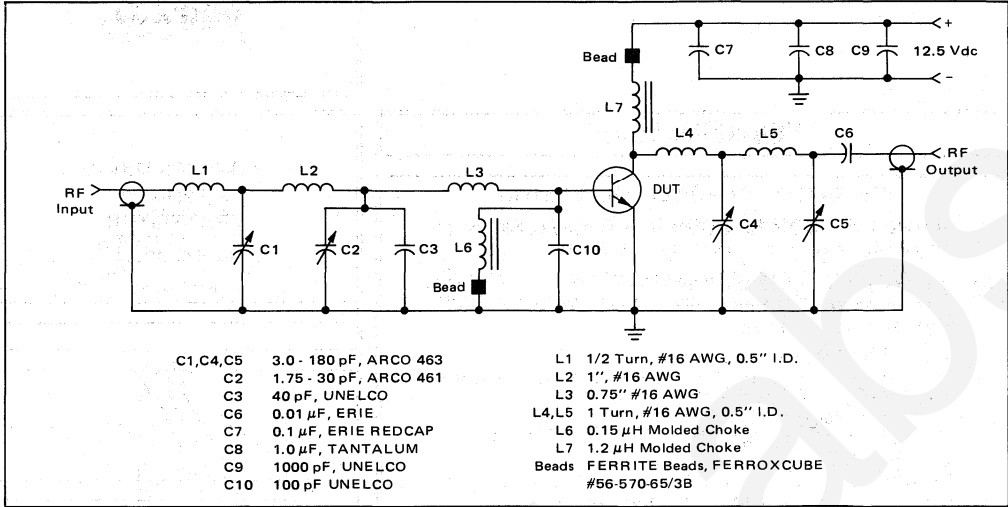 +
C7
C8
C9
12.5 Vdc
Bead
−
L7
L4
L5
C6
RF
Output
L1
L2
L3
DUT
RF
Input
C1
C2
C3
L6
C10
C4
C5
Bead
C1,C4,C5 3.0 - 180 pF, ARCO 463
C2 1.75 - 30 pF, ARCO 461
C3 40 pF, UNELCO
C6 0.01 μF, ERIE
C7 0.1 μF, ERIE REDCAP
C8 1.0 μF, TANTALUM
C9 1000 pF, UNELCO
C10 100 pF UNELCO
L1 1/2 Turn, #16 AWG, 0.5'' I.D.
L2 1'', #16 AWG
L3 0.75'' #16 AWG
L4,L5 1 Turn, #16 AWG, 0.5'' I.D.
L6 0.15 μH Molded Choke
L7 1.2 μH Molded Choke
Beads FERRITE Beads, FERROXCUBE
#56-570-65/3B